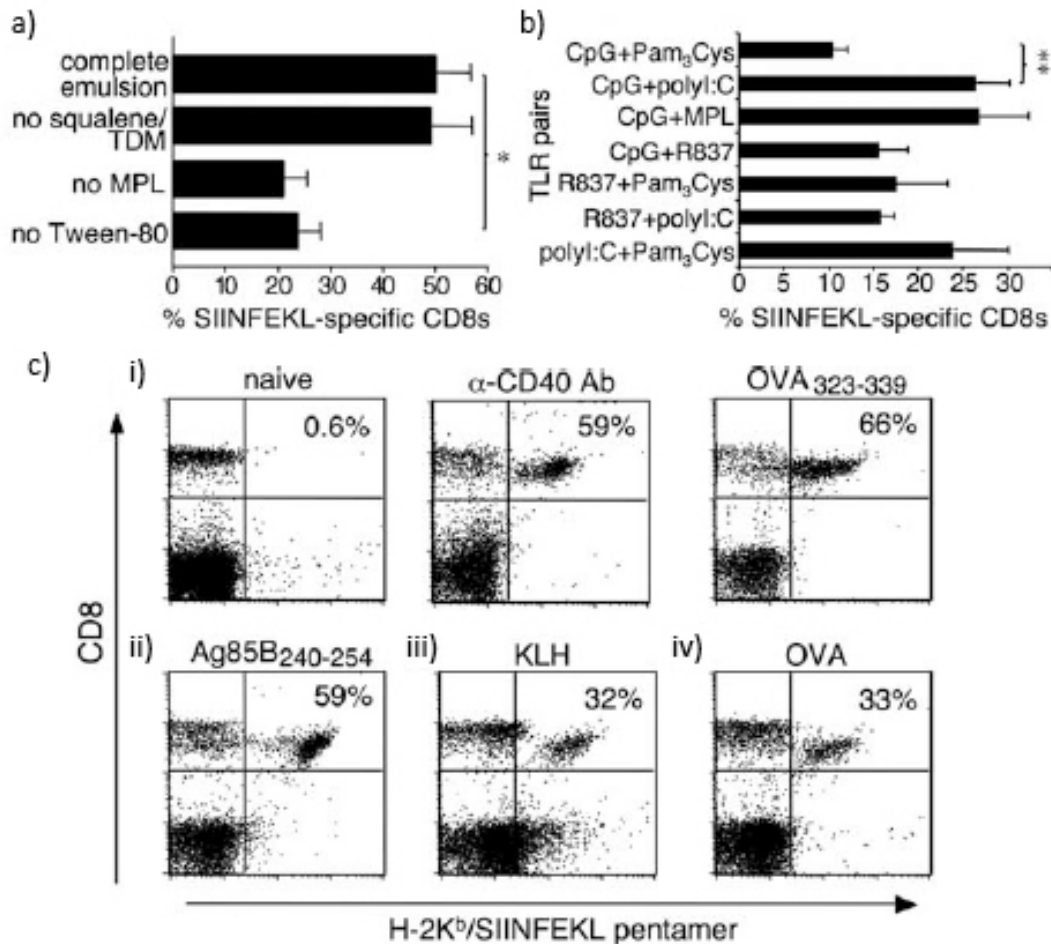 a)
complete
emulsion
no squalene/
TDM
no MPL
no Tween-80
*
0 10 20 30 40 50 60
% SIINFEKL-specific CD8s
b)
TLR pairs
CpG+Pam₃Cys
CpG+polyI:C
CpG+MPL
CpG+R837
R837+Pam₃Cys
R837+polyI:C
polyI:C+Pam₃Cys
**
0 5 10 15 20 25 30
% SIINFEKL-specific CD8s
c)
i)
naive
0.6%
α-CD40 Ab
59%
OVA₃₂₃₋₃₃₉
66%
CD8
ii)
Ag85B₂₄₀₋₂₅₄
59%
iii)
KLH
32%
iv)
OVA
33%
H-2Kᵇ/SIINFEKL pentamer